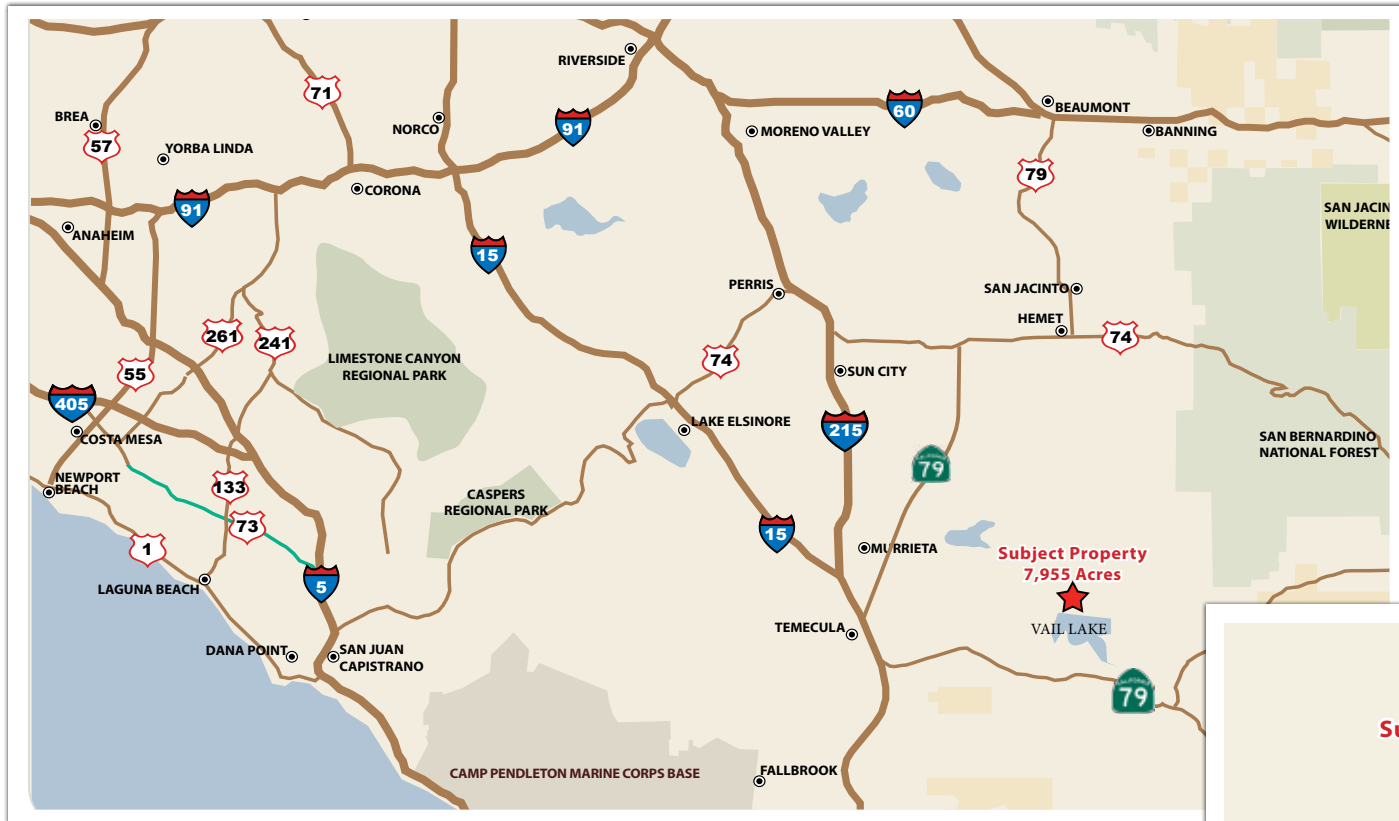 RIVERSIDE
71
BEAUMONT
60
BREA
NORCO
91
MORENO VALLEY
BANNING
57
YORBA LINDA
79
CORONA
91
SAN JACIN
WILDERNE
ANAHEIM
15
PERRIS
SAN JACINTO
HEMET
261
241
74
LIMESTONE CANYON
REGIONAL PARK
74
55
SUN CITY
405
LAKE ELSINORE
215
COSTA MESA
SAN BERNARDINO
NATIONAL FOREST
CALIFORNIA
79
NEWPORT
BEACH
133
CASPERS
REGIONAL PARK
73
15
1
MURRIETA
Subject Property
7,955 Acres
5
LAGUNA BEACH
TEMECULA
VAIL LAKE
DANA POINT
SAN JUAN
CAPISTRANO
CALIFORNIA
79
Su
CAMP PENDLETON MARINE CORPS BASE
FALLBROOK